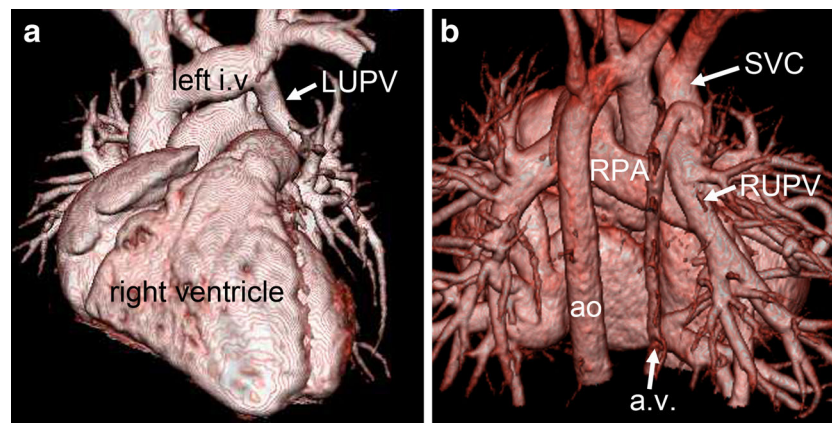 a
left i.v
LUPV
right ventricle
b
SVC
RPA
RUPV
ao
a.v.